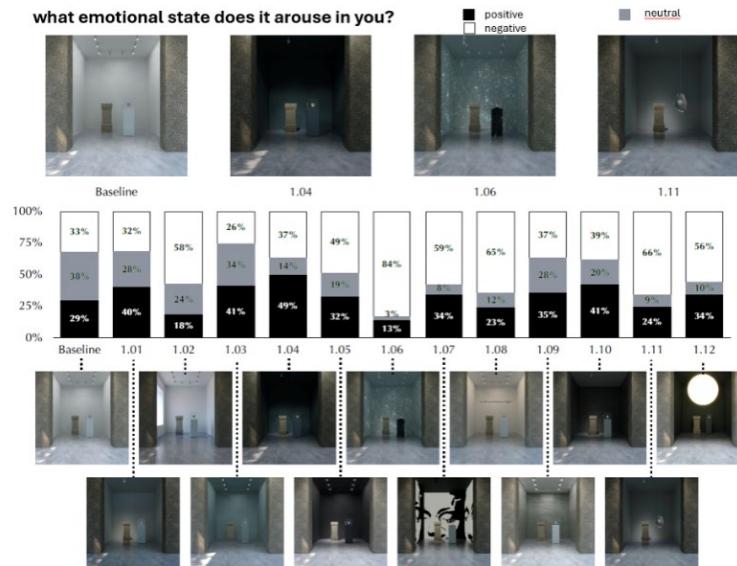 what emotional state does it arouse in you?
positive
negative
neutral
Baseline 1.04 1.06 1.11
100%
75%
50%
25%
0%
33% 32% 58% 26% 37% 49% 84% 59% 65% 37% 39% 66% 56%
38% 28% 24% 34% 14% 19% 3% 8% 12% 28% 20% 9% 10%
29% 40% 18% 41% 49% 32% 13% 34% 23% 35% 41% 24% 34%
Baseline 1.01 1.02 1.03 1.04 1.05 1.06 1.07 1.08 1.09 1.10 1.11 1.12